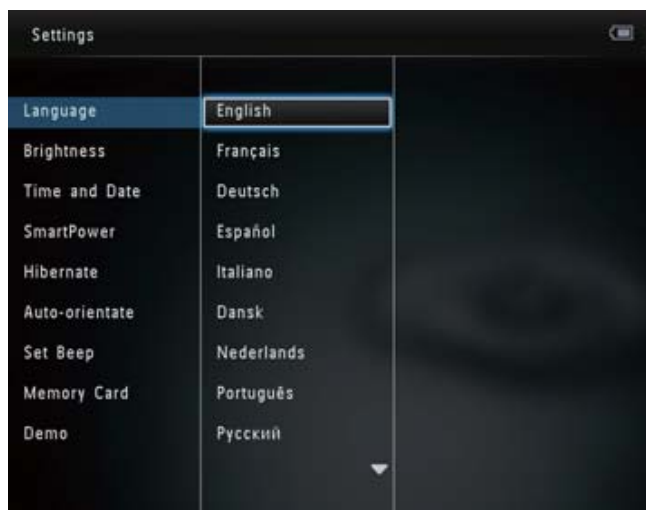 Settings
Language
Brightness
Time and Date
SmartPower
Hibernate
Auto-orientate
Set Beep
Memory Card
Demo
English
Français
Deutsch
Español
Italiano
Dansk
Nederlands
Português
Русский